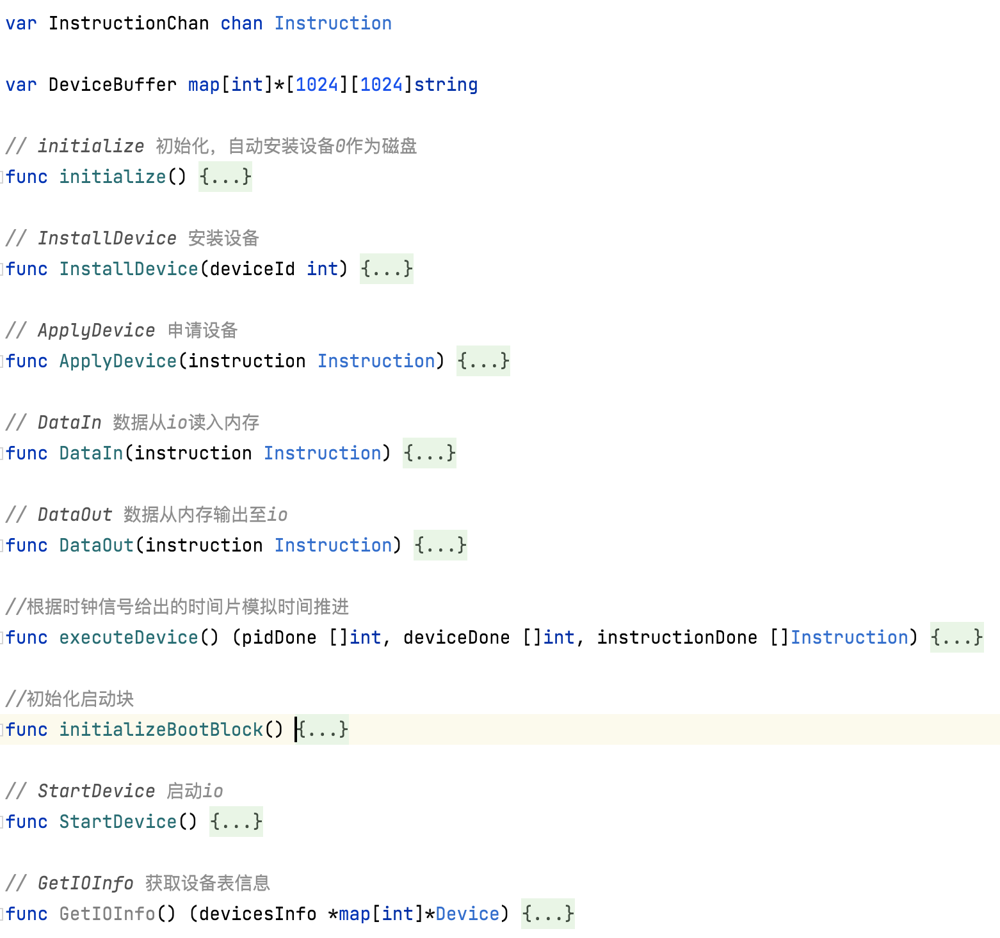 var InstructionChan chan Instruction
var DeviceBuffer map[int]*[1024][1024]string
// initialize 初始化，自动安装设备0作为磁盘
func initialize() {...}
// InstallDevice 安装设备
func InstallDevice(deviceId int) {...}
// ApplyDevice 申请设备
func ApplyDevice(instruction Instruction) {...}
// DataIn 数据从io读入内存
func DataIn(instruction Instruction) {...}
// DataOut 数据从内存输出至io
func DataOut(instruction Instruction) {...}
//根据时钟信号给出的时间片模拟时间推进
func executeDevice() (pidDone []int, deviceDone []int, instructionDone []Instruction) {...}
//初始化启动块
func initializeBootBlock() {...}
// StartDevice 启动io
func StartDevice() {...}
// GetIOInfo 获取设备表信息
func GetIOInfo() (devicesInfo *map[int]*Device) {...}